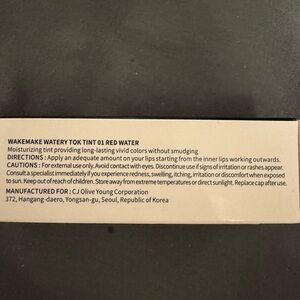 WAKEMAKE WATERY TOK TINT 01 RED WATER
Moisturizing tint providing long-lasting vivid colors without smudging
DIRECTIONS : Apply an adequate amount on your lips starting from the inner lips working outwards.
CAUTIONS : For external use only. Avoid contact with eyes. Discontinue use if signs of irritation or rashes appear.
Consult a specialist immediately if you experience redness, swelling, itching, irritation or discomfort when exposed
to sun. Keep out of reach of children. Store away from extreme temperatures or direct sunlight. Replace cap after use.
MANUFACTURED FOR : CJ Olive Young Corporation
372, Hangang-daero, Yongsan-gu, Seoul, Republic of Korea